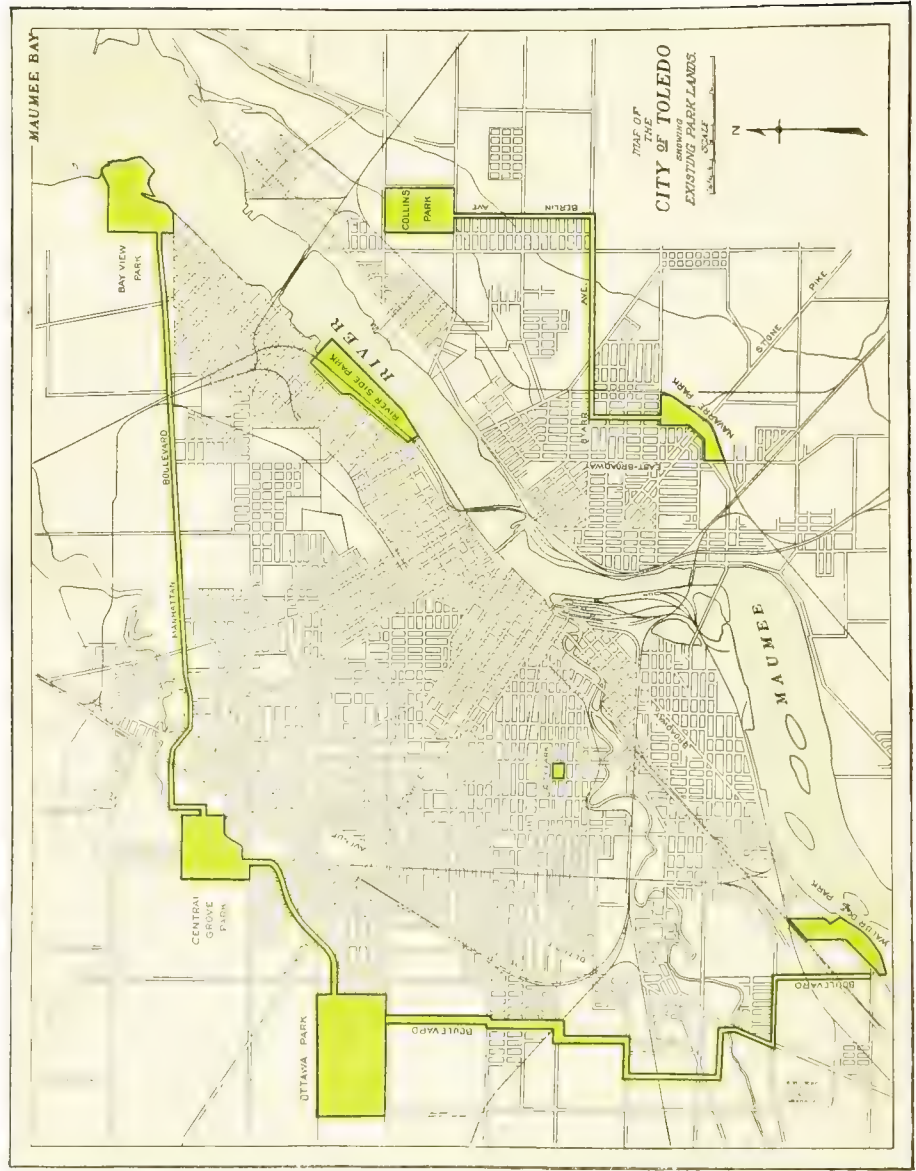 MAUMEE BAY
MAP OF
THE
CITY OF TOLEDO
SHOWING
EXISTING PARK LANDS.
SCALE
N
BAY VIEW
PARK
BOULEVARD
MANHATTAN
COLLINS
PARK
AVE
BERLIN
RIVER
RIVER SIDE PARK
AVE.
STARR
STONE PIKE
NAVARRE PARK
EAST-BROADWAY
MAUMEE
BROADWAY
PARK
CENTRAL
GROVE
PARK
OTTAWA PARK
BOULEVARD
BOULEVARD
PARK